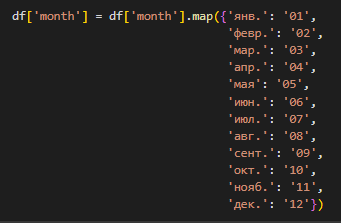 df['month'] = df['month'].map({'янв.': '01',
'февр.': '02',
'мар.': '03',
'апр.': '04',
'мая': '05',
'июн.': '06',
'июл.': '07',
'авг.': '08',
'сент.': '09',
'окт.': '10',
'нояб.': '11',
'дек.': '12'})